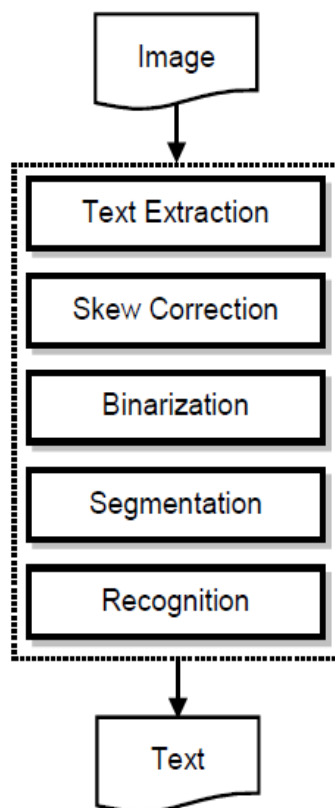 Image
Text Extraction
Skew Correction
Binarization
Segmentation
Recognition
Text